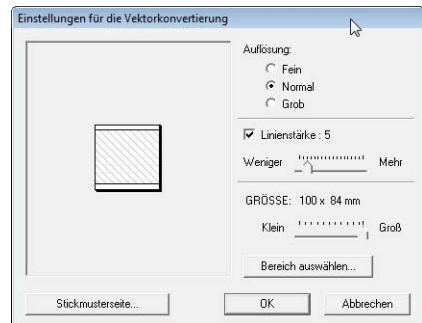 Einstellungen für die Vektorkonvertierung
Auflösung:
Fein
Normal
Grob
Linienstärke : 5
Weniger Mehr
GRÖSSE: 100 x 84 mm
Klein Groß
Bereich auswählen...
Stickmusterseite... OK Abbrechen